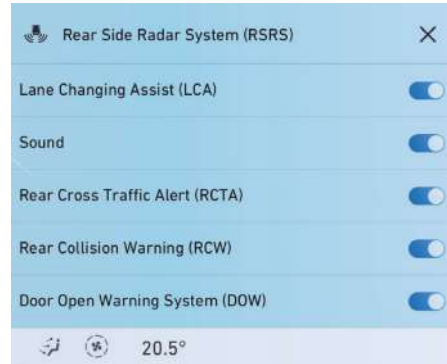 Rear Side Radar System (RSRS)
Lane Changing Assist (LCA)
Sound
Rear Cross Traffic Alert (RCTA)
Rear Collision Warning (RCW)
Door Open Warning System (DOW)
20.5°